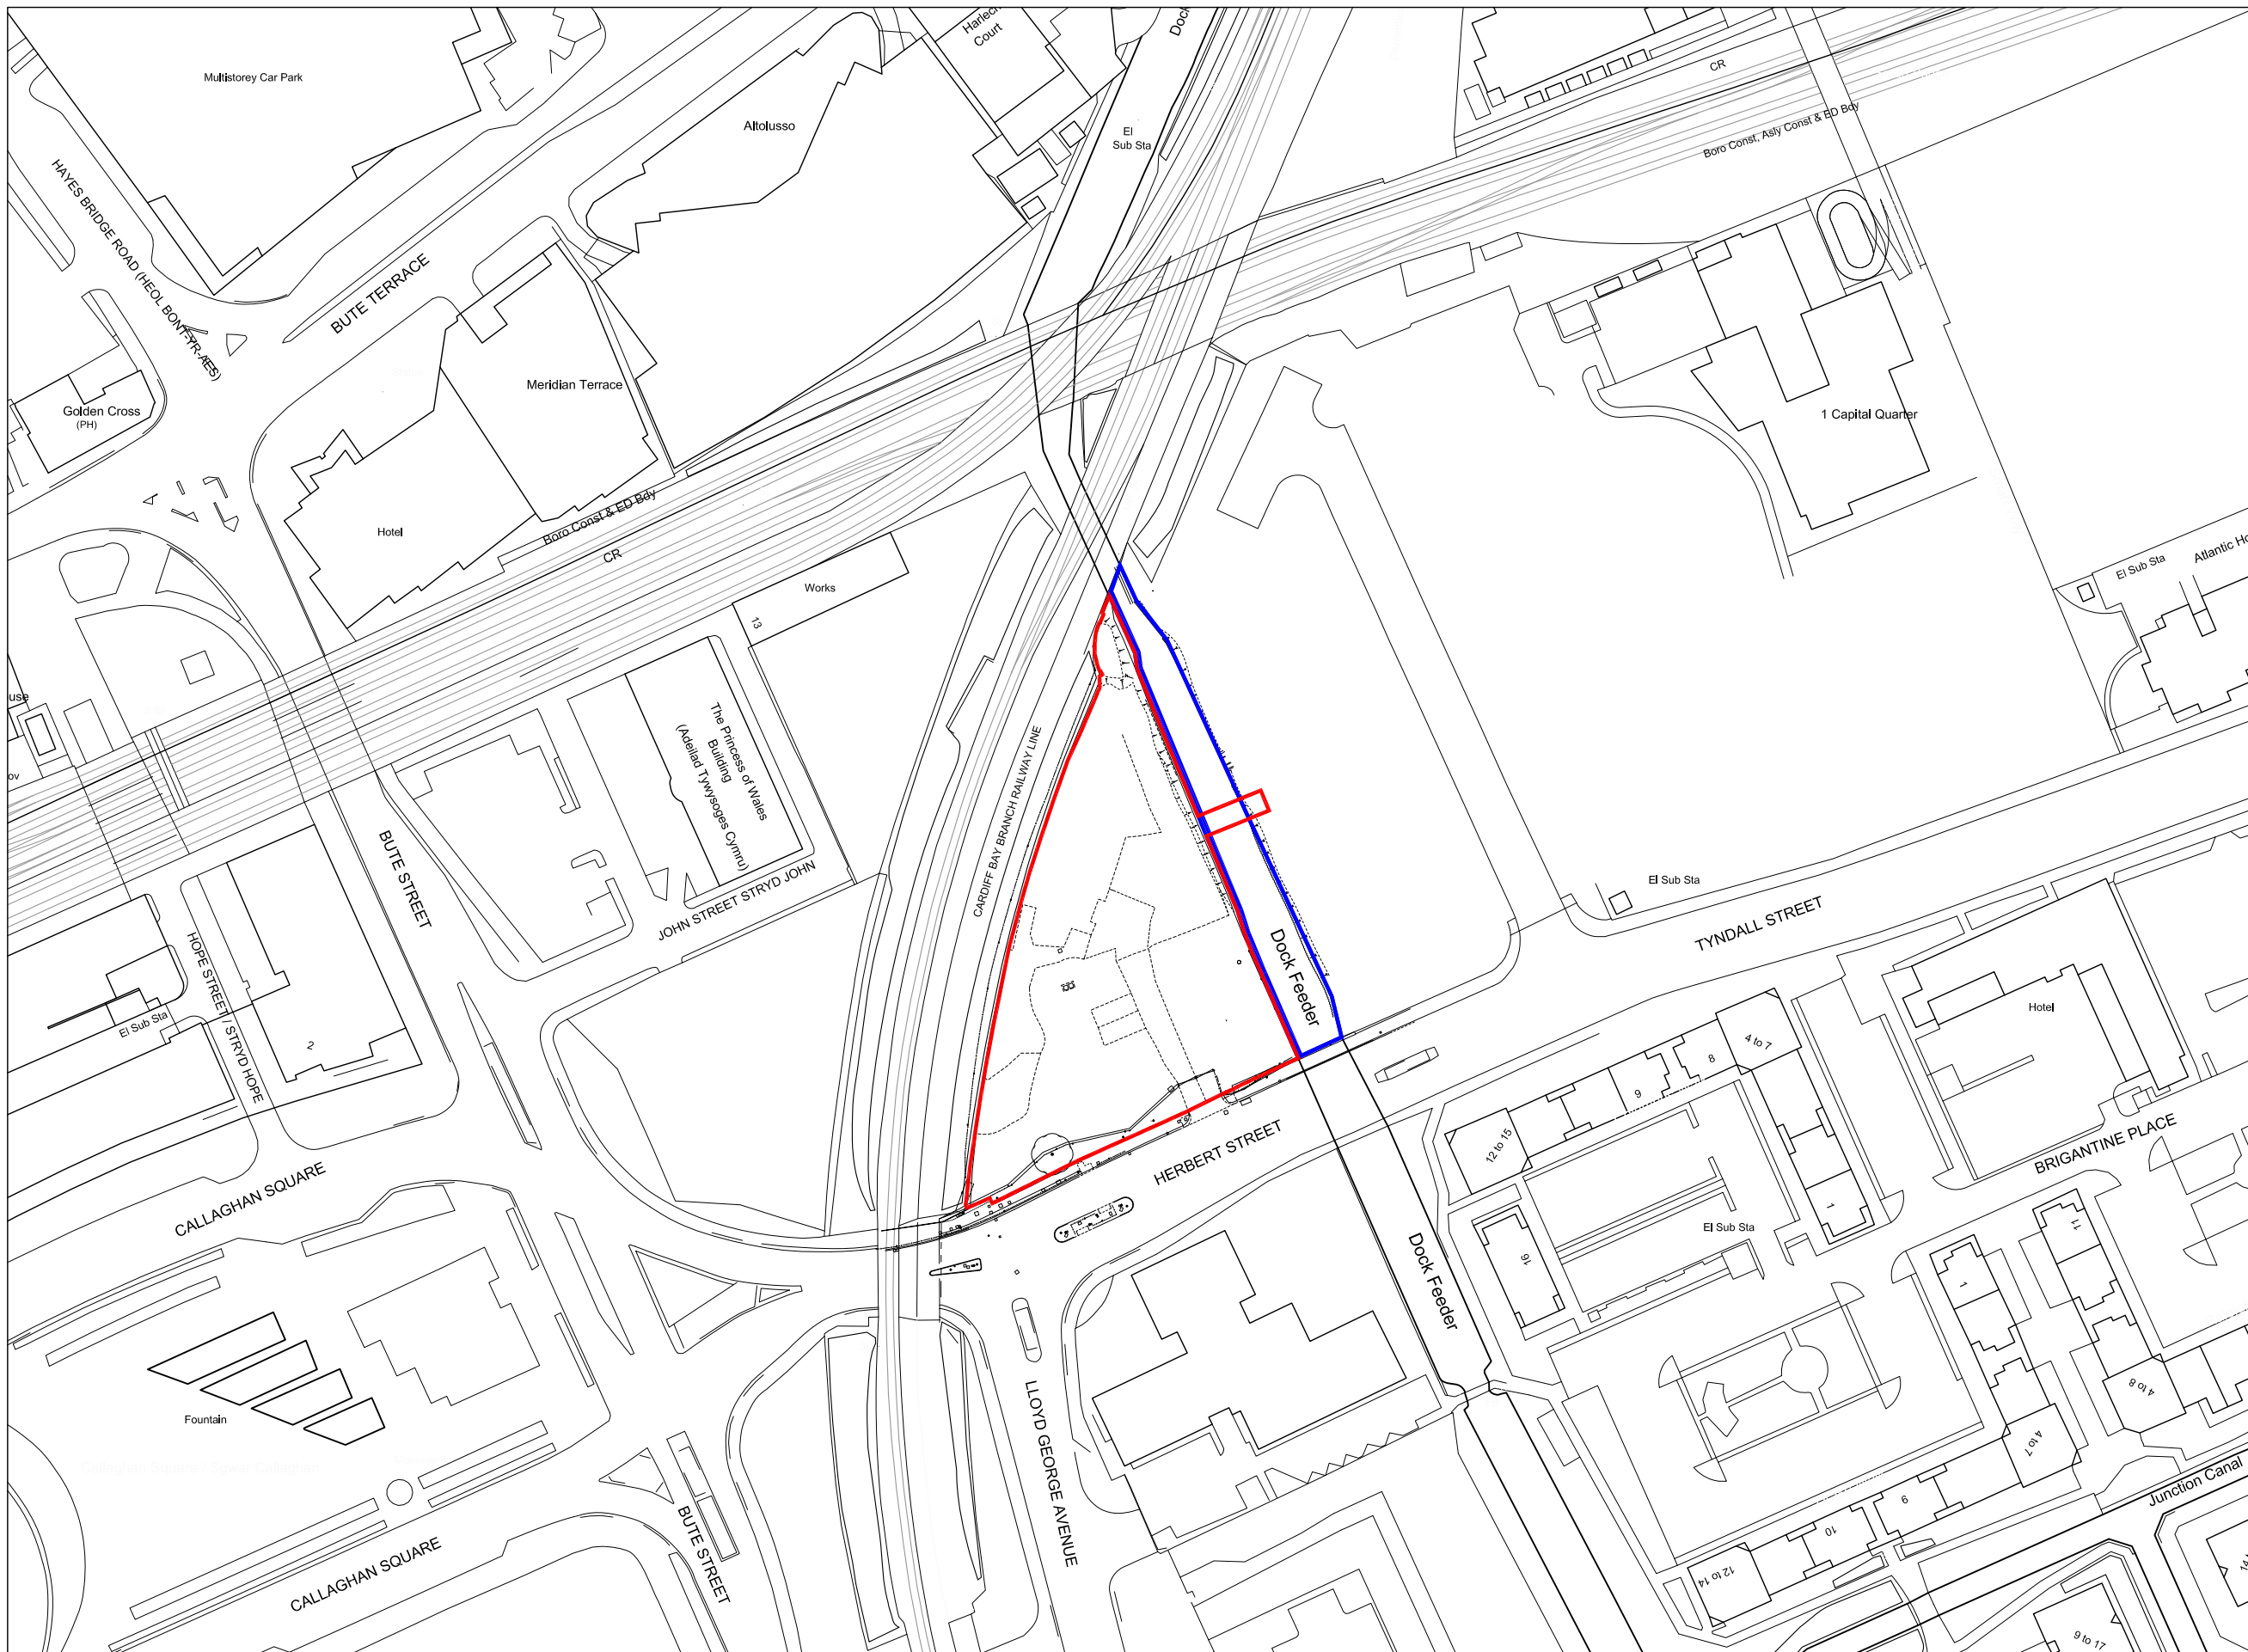 Multistorey Car Park
Harlech
Court
Dock
Altolusso
El
Sub Sta
CR
Boro Const, Asly Const & ED Bdy
HAYES BRIDGE ROAD (HEOL BONT-YR-AES)
BUTE TERRACE
Golden Cross
(PH)
Meridian Terrace
1 Capital Quarter
Hotel
Boro Const & ED Bdy
CR
Works
13
El Sub Sta
Atlantic Ho
use
ov
The Princess of Wales
Building
(Adeilad Tywysoges Cymru)
CARDIFF BAY BRANCH RAILWAY LINE
BUTE STREET
JOHN STREET STRYD JOHN
El Sub Sta
TYNDALL STREET
HOPE STREET / STRYD HOPE
El Sub Sta
2
Dock Feeder
Hotel
4 to 7
8
9
12 to 15
HERBERT STREET
BRIGANTINE PLACE
CALLAGHAN SQUARE
16
El Sub Sta
1
11
1
Dock Feeder
Fountain
4 to 8
LLOYD GEORGE AVENUE
4 to 7
Junction Canal
BUTE STREET
CALLAGHAN SQUARE
9
10
12 to 14
9 to 17